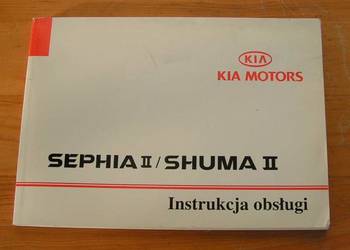 KIA
KIA MOTORS
SEPHIA II / SHUMA II
Instrukcja obsługi